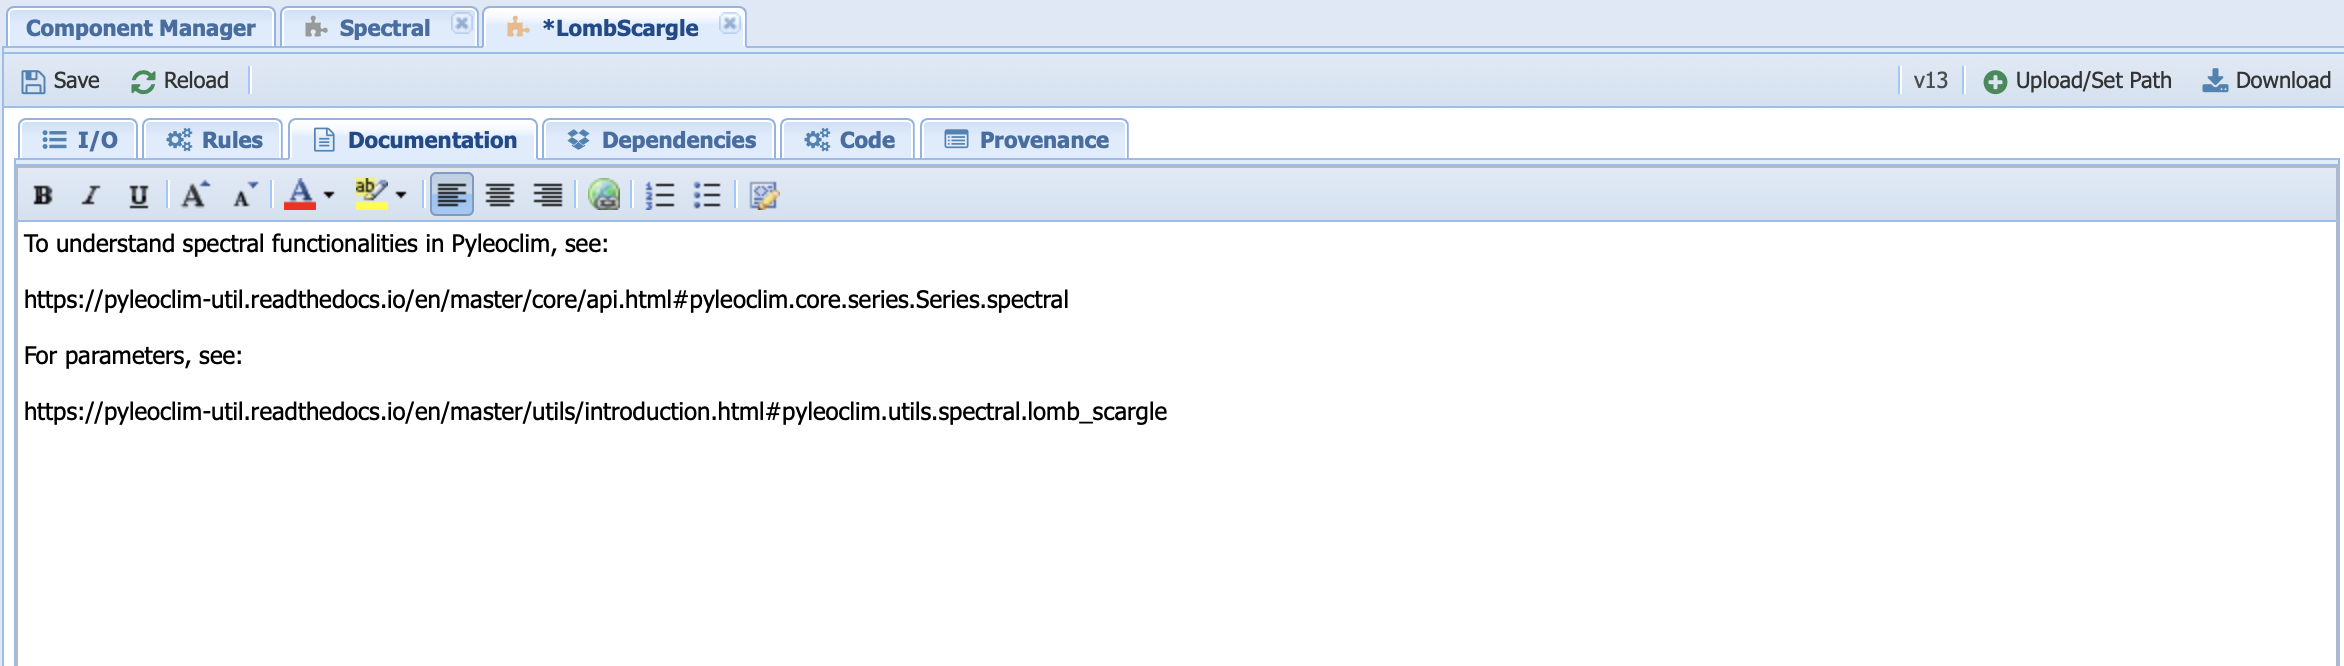 Component Manager Spectral *LombScargle
Save Reload v13 Upload/Set Path Download
I/O Rules Documentation Dependencies Code Provenance
B I U A A A ab
To understand spectral functionalities in Pyleoclim, see:
https://pyleoclim-util.readthedocs.io/en/master/core/api.html#pyleoclim.core.series.Series.spectral
For parameters, see:
https://pyleoclim-util.readthedocs.io/en/master/utils/introduction.html#pyleoclim.utils.spectral.lomb_scargle